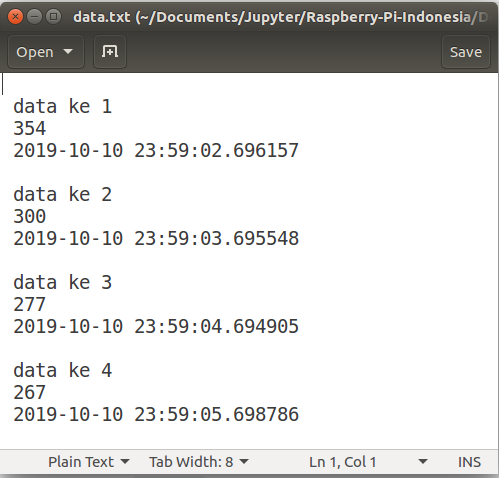 data.txt (~/Documents/Jupyter/Raspberry-Pi-Indonesia/D
Open
Save
data ke 1
354
2019-10-10 23:59:02.696157
data ke 2
300
2019-10-10 23:59:03.695548
data ke 3
277
2019-10-10 23:59:04.694905
data ke 4
267
2019-10-10 23:59:05.698786
Plain Text Tab Width: 8 Ln 1, Col 1 INS